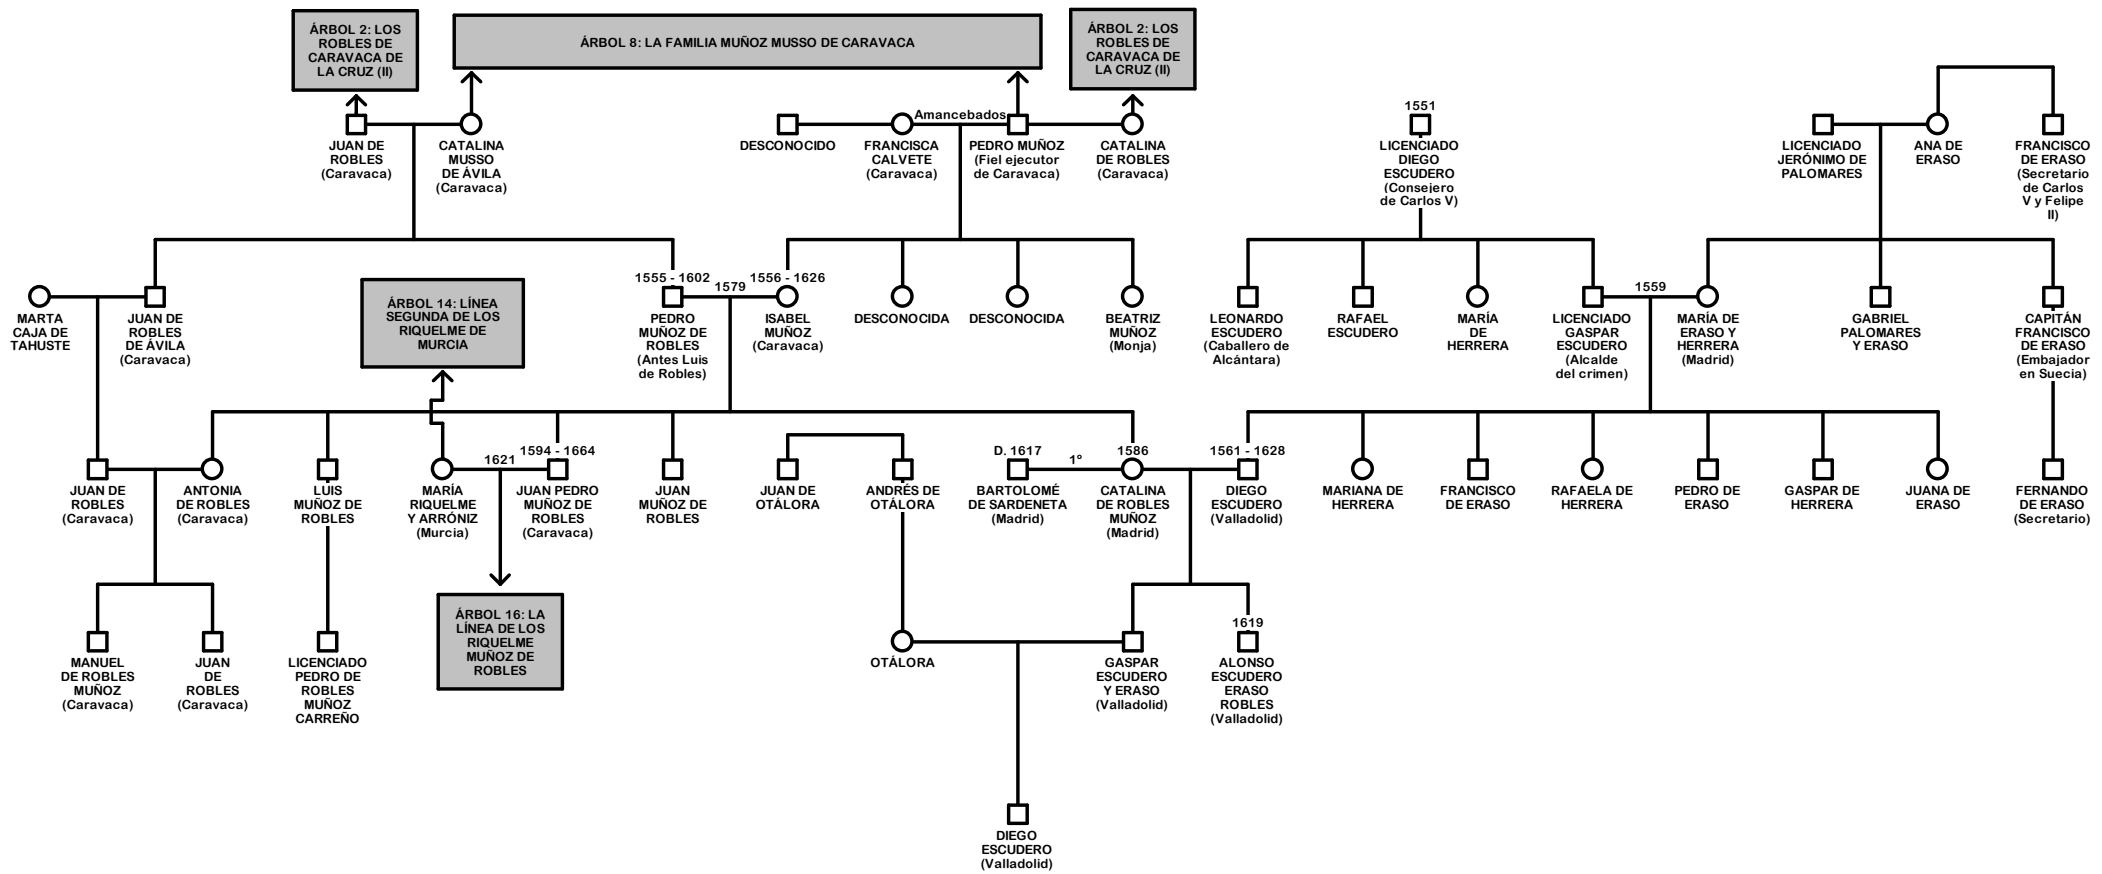 ÁRBOL 2: LOS
ROBLES DE
CARAVACA DE
LA CRUZ (II)
ÁRBOL 8: LA FAMILIA MUÑOZ MUSSO DE CARAVACA
ÁRBOL 2: LOS
ROBLES DE
CARAVACA DE
LA CRUZ (II)
JUAN DE
ROBLES
(Caravaca)
CATALINA
MUSSO
DE ÁVILA
(Caravaca)
DESCONOCIDO
FRANCISCA
CALVETE
(Caravaca)
Amancebados
PEDRO MUÑOZ
(Fiel ejecutor
de Caravaca)
CATALINA
DE ROBLES
(Caravaca)
1551
LICENCIADO
DIEGO
ESCUDERO
(Consejero
de Carlos V)
LICENCIADO
JERÓNIMO DE
PALOMARES
ANA DE
ERASO
FRANCISCO
DE ERASO
(Secretario
de Carlos
V y Felipe
II)
MARTA
CAJA DE
TAHUSTE
JUAN DE
ROBLES
DE ÁVILA
(Caravaca)
ÁRBOL 14: LÍNEA
SEGUNDA DE LOS
RIQUELME DE
MURCIA
1555 - 1602
PEDRO
MUÑOZ DE
ROBLES
(Antes Luis
de Robles)
1579
1556 - 1626
ISABEL
MUÑOZ
(Caravaca)
DESCONOCIDA
DESCONOCIDA
BEATRIZ
MUÑOZ
(Monja)
LEONARDO
ESCUDERO
(Caballero de
Alcántara)
RAFAEL
ESCUDERO
MARÍA
DE
HERRERA
LICENCIADO
GASPAR
ESCUDERO
(Alcalde
del crimen)
1559
MARÍA DE
ERASO Y
HERRERA
(Madrid)
GABRIEL
PALOMARES
Y ERASO
CAPITÁN
FRANCISCO
DE ERASO
(Embajador
en Suecia)
JUAN DE
ROBLES
(Caravaca)
ANTONIA
DE ROBLES
(Caravaca)
LUIS
MUÑOZ DE
ROBLES
MARÍA
RIQUELME
Y ARRÓNIZ
(Murcia)
1621
1594 - 1664
JUAN PEDRO
MUÑOZ DE
ROBLES
(Caravaca)
JUAN
MUÑOZ DE
ROBLES
JUAN DE
OTÁLORA
ANDRÉS DE
OTÁLORA
D. 1617
BARTOLOMÉ
DE SARDENETA
(Madrid)
1º
1586
CATALINA
DE ROBLES
MUÑOZ
(Madrid)
1561 - 1628
DIEGO
ESCUDERO
(Valladolid)
MARIANA DE
HERRERA
FRANCISCO
DE ERASO
RAFAELA DE
HERRERA
PEDRO DE
ERASO
GASPAR DE
HERRERA
JUANA DE
ERASO
FERNANDO
DE ERASO
(Secretario)
MANUEL
DE ROBLES
MUÑOZ
(Caravaca)
JUAN
DE
ROBLES
(Caravaca)
LICENCIADO
PEDRO DE
ROBLES
MUÑOZ
CARREÑO
ÁRBOL 16: LA
LÍNEA DE LOS
RIQUELME
MUÑOZ DE
ROBLES
OTÁLORA
GASPAR
ESCUDERO
Y ERASO
(Valladolid)
1619
ALONSO
ESCUDERO
ERASO
ROBLES
(Valladolid)
DIEGO
ESCUDERO
(Valladolid)